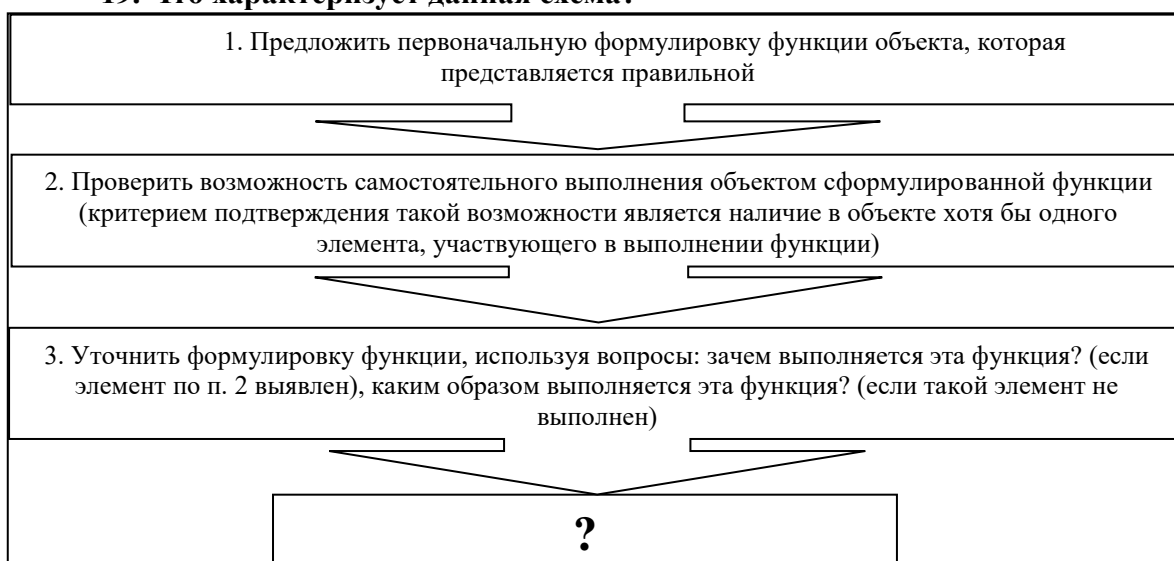 19. Что характеризует данная схема?
1. Предложить первоначальную формулировку функции объекта, которая
представляется правильной
2. Проверить возможность самостоятельного выполнения объектом сформулированной функции
(критерием подтверждения такой возможности является наличие в объекте хотя бы одного
элемента, участвующего в выполнении функции)
3. Уточнить формулировку функции, используя вопросы: зачем выполняется эта функция? (если
элемент по п. 2 выявлен), каким образом выполняется эта функция? (если такой элемент не
выполнен)
?